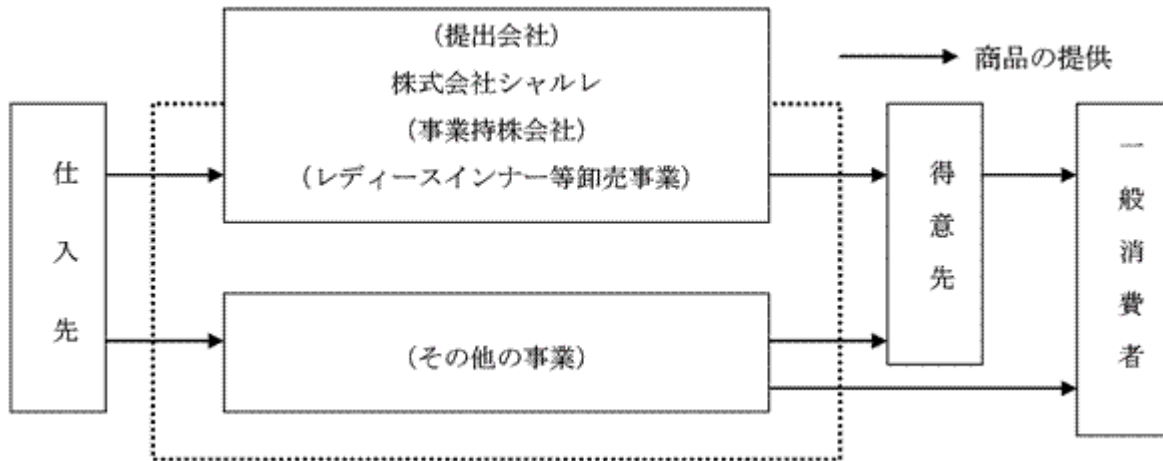 (提出会社)
株式会社シャルレ
(事業持株会社)
(レディースインナー等卸売事業)
商品の提供
仕入先
(その他の事業)
得意先
一般消費者